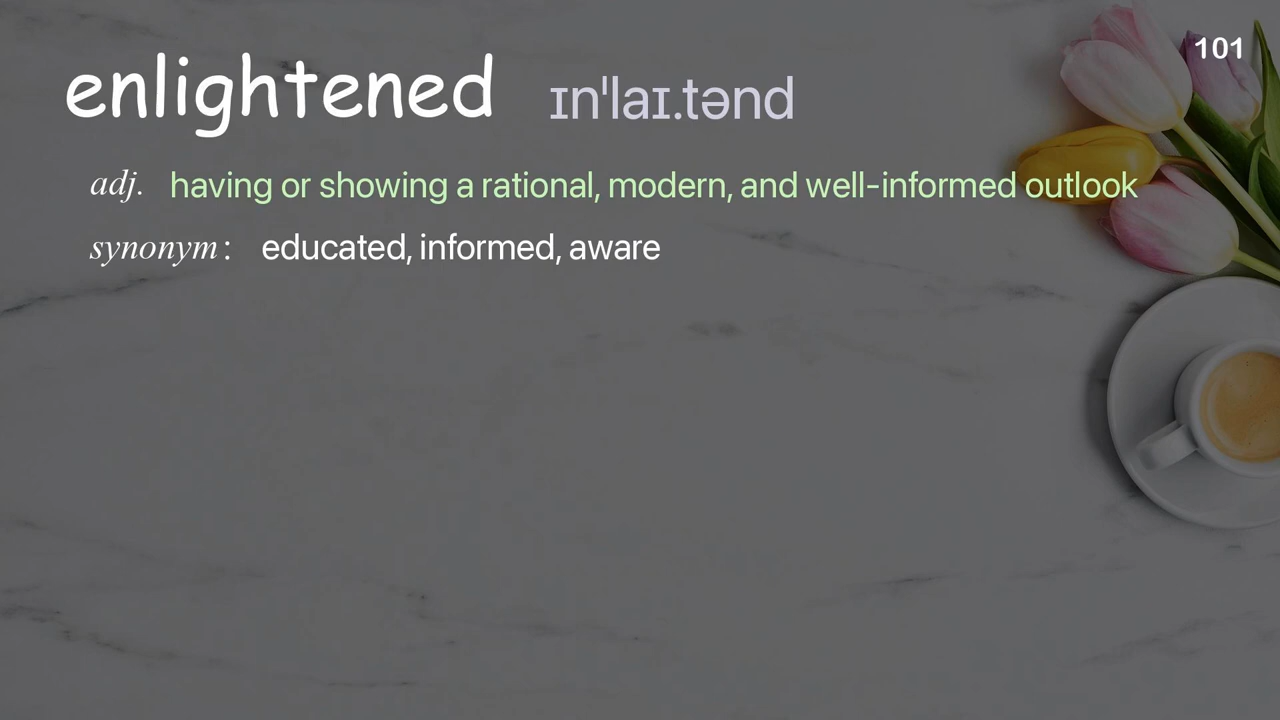 101
enlightened ɪnˈlaɪ.tənd
adj. having or showing a rational, modern, and well-informed outlook
synonym: educated, informed, aware